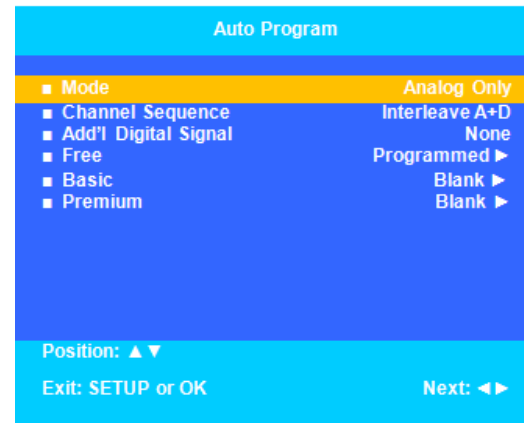 Auto Program
■ Mode Analog Only
■ Channel Sequence Interleave A+D
■ Add'l Digital Signal None
■ Free Programmed ►
■ Basic Blank ►
■ Premium Blank ►
Position: ▲▼
Exit: SETUP or OK Next: ◄►